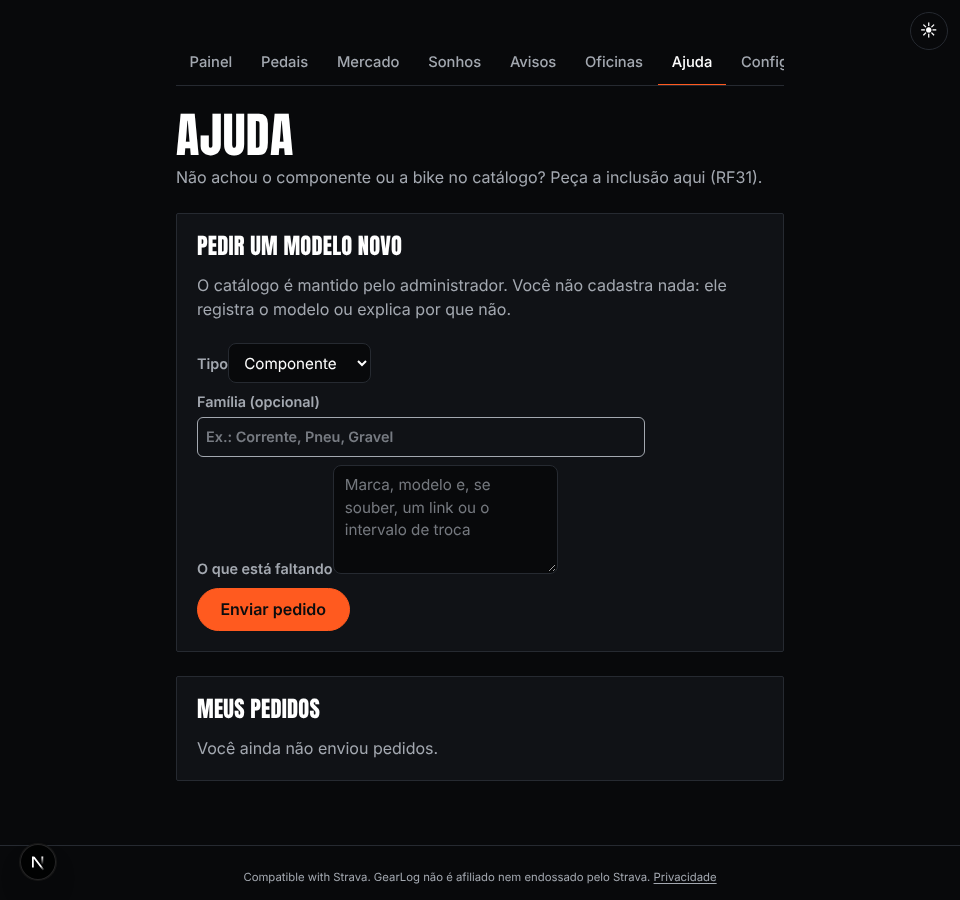 Painel Pedais Mercado Sonhos Avisos Oficinas Ajuda Config
AJUDA
Não achou o componente ou a bike no catálogo? Peça a inclusão aqui (RF31).
PEDIR UM MODELO NOVO
O catálogo é mantido pelo administrador. Você não cadastra nada: ele
registra o modelo ou explica por que não.
Tipo Componente
Família (opcional)
Ex.: Corrente, Pneu, Gravel
Marca, modelo e, se
souber, um link ou o
intervalo de troca
O que está faltando
Enviar pedido
MEUS PEDIDOS
Você ainda não enviou pedidos.
N
Compatible with Strava. GearLog não é afiliado nem endossado pelo Strava. Privacidade